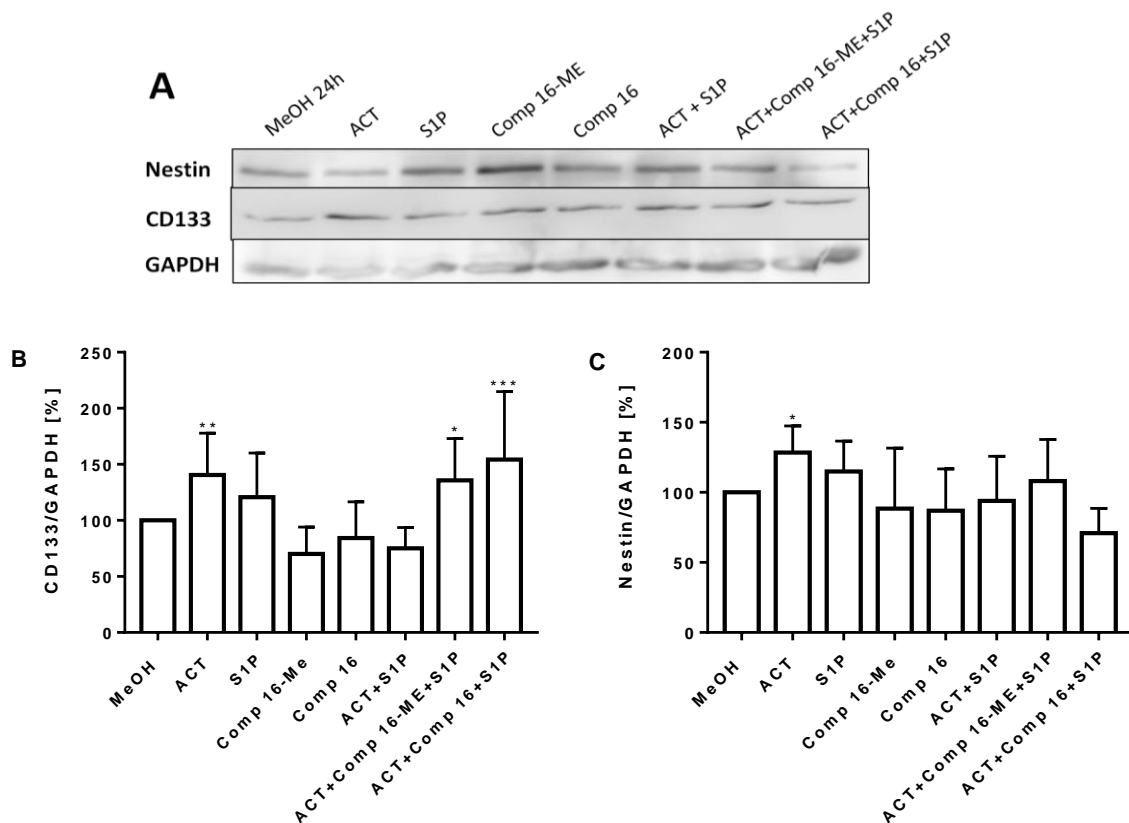 A
MeOH 24h
ACT
S1P
Comp 16-ME
Comp 16
ACT + S1P
ACT+Comp 16-ME+S1P
ACT+Comp 16+S1P
Nestin
CD133
GAPDH
B
CD133/GAPDH [%]
250
200
150
100
50
0
**
*
***
MeOH
ACT
S1P
Comp 16-Me
Comp 16
ACT+S1P
ACT+Comp 16-ME+S1P
ACT+Comp 16+S1P
C
Nestin/GAPDH [%]
200
150
100
50
0
*
MeOH
ACT
S1P
Comp 16-Me
Comp 16
ACT+S1P
ACT+Comp 16-ME+S1P
ACT+Comp 16+S1P